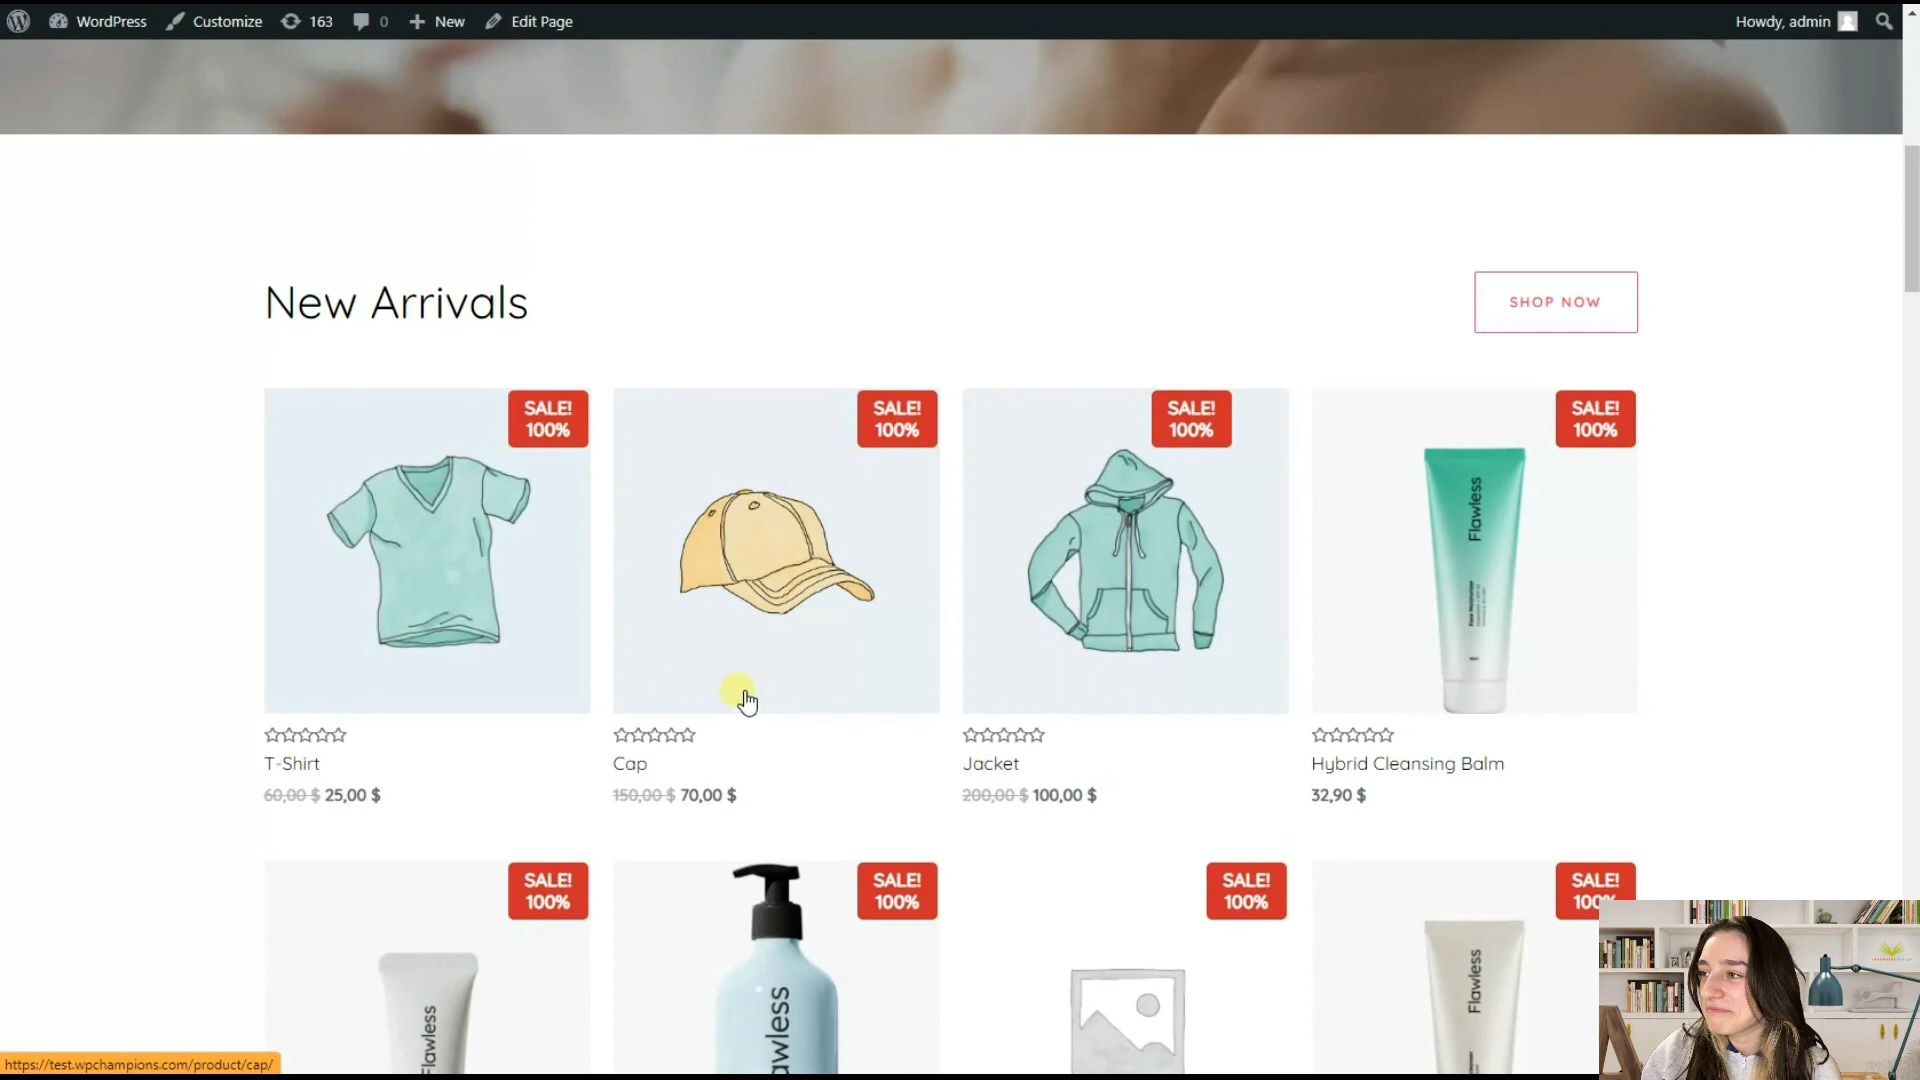 WordPress Customize 163 0 New Edit Page Howdy, admin
New Arrivals
SHOP NOW
SALE!
100%
SALE!
100%
SALE!
100%
SALE!
100%
Flawless
T-Shirt
60,00 $ 25,00 $
Cap
150,00 $ 70,00 $
Jacket
200,00 $ 100,00 $
Hybrid Cleansing Balm
32,90 $
SALE!
100%
SALE!
100%
SALE!
100%
SALE!
100%
Flawless
Flawless
https://test.wpchampions.com/product/cap/